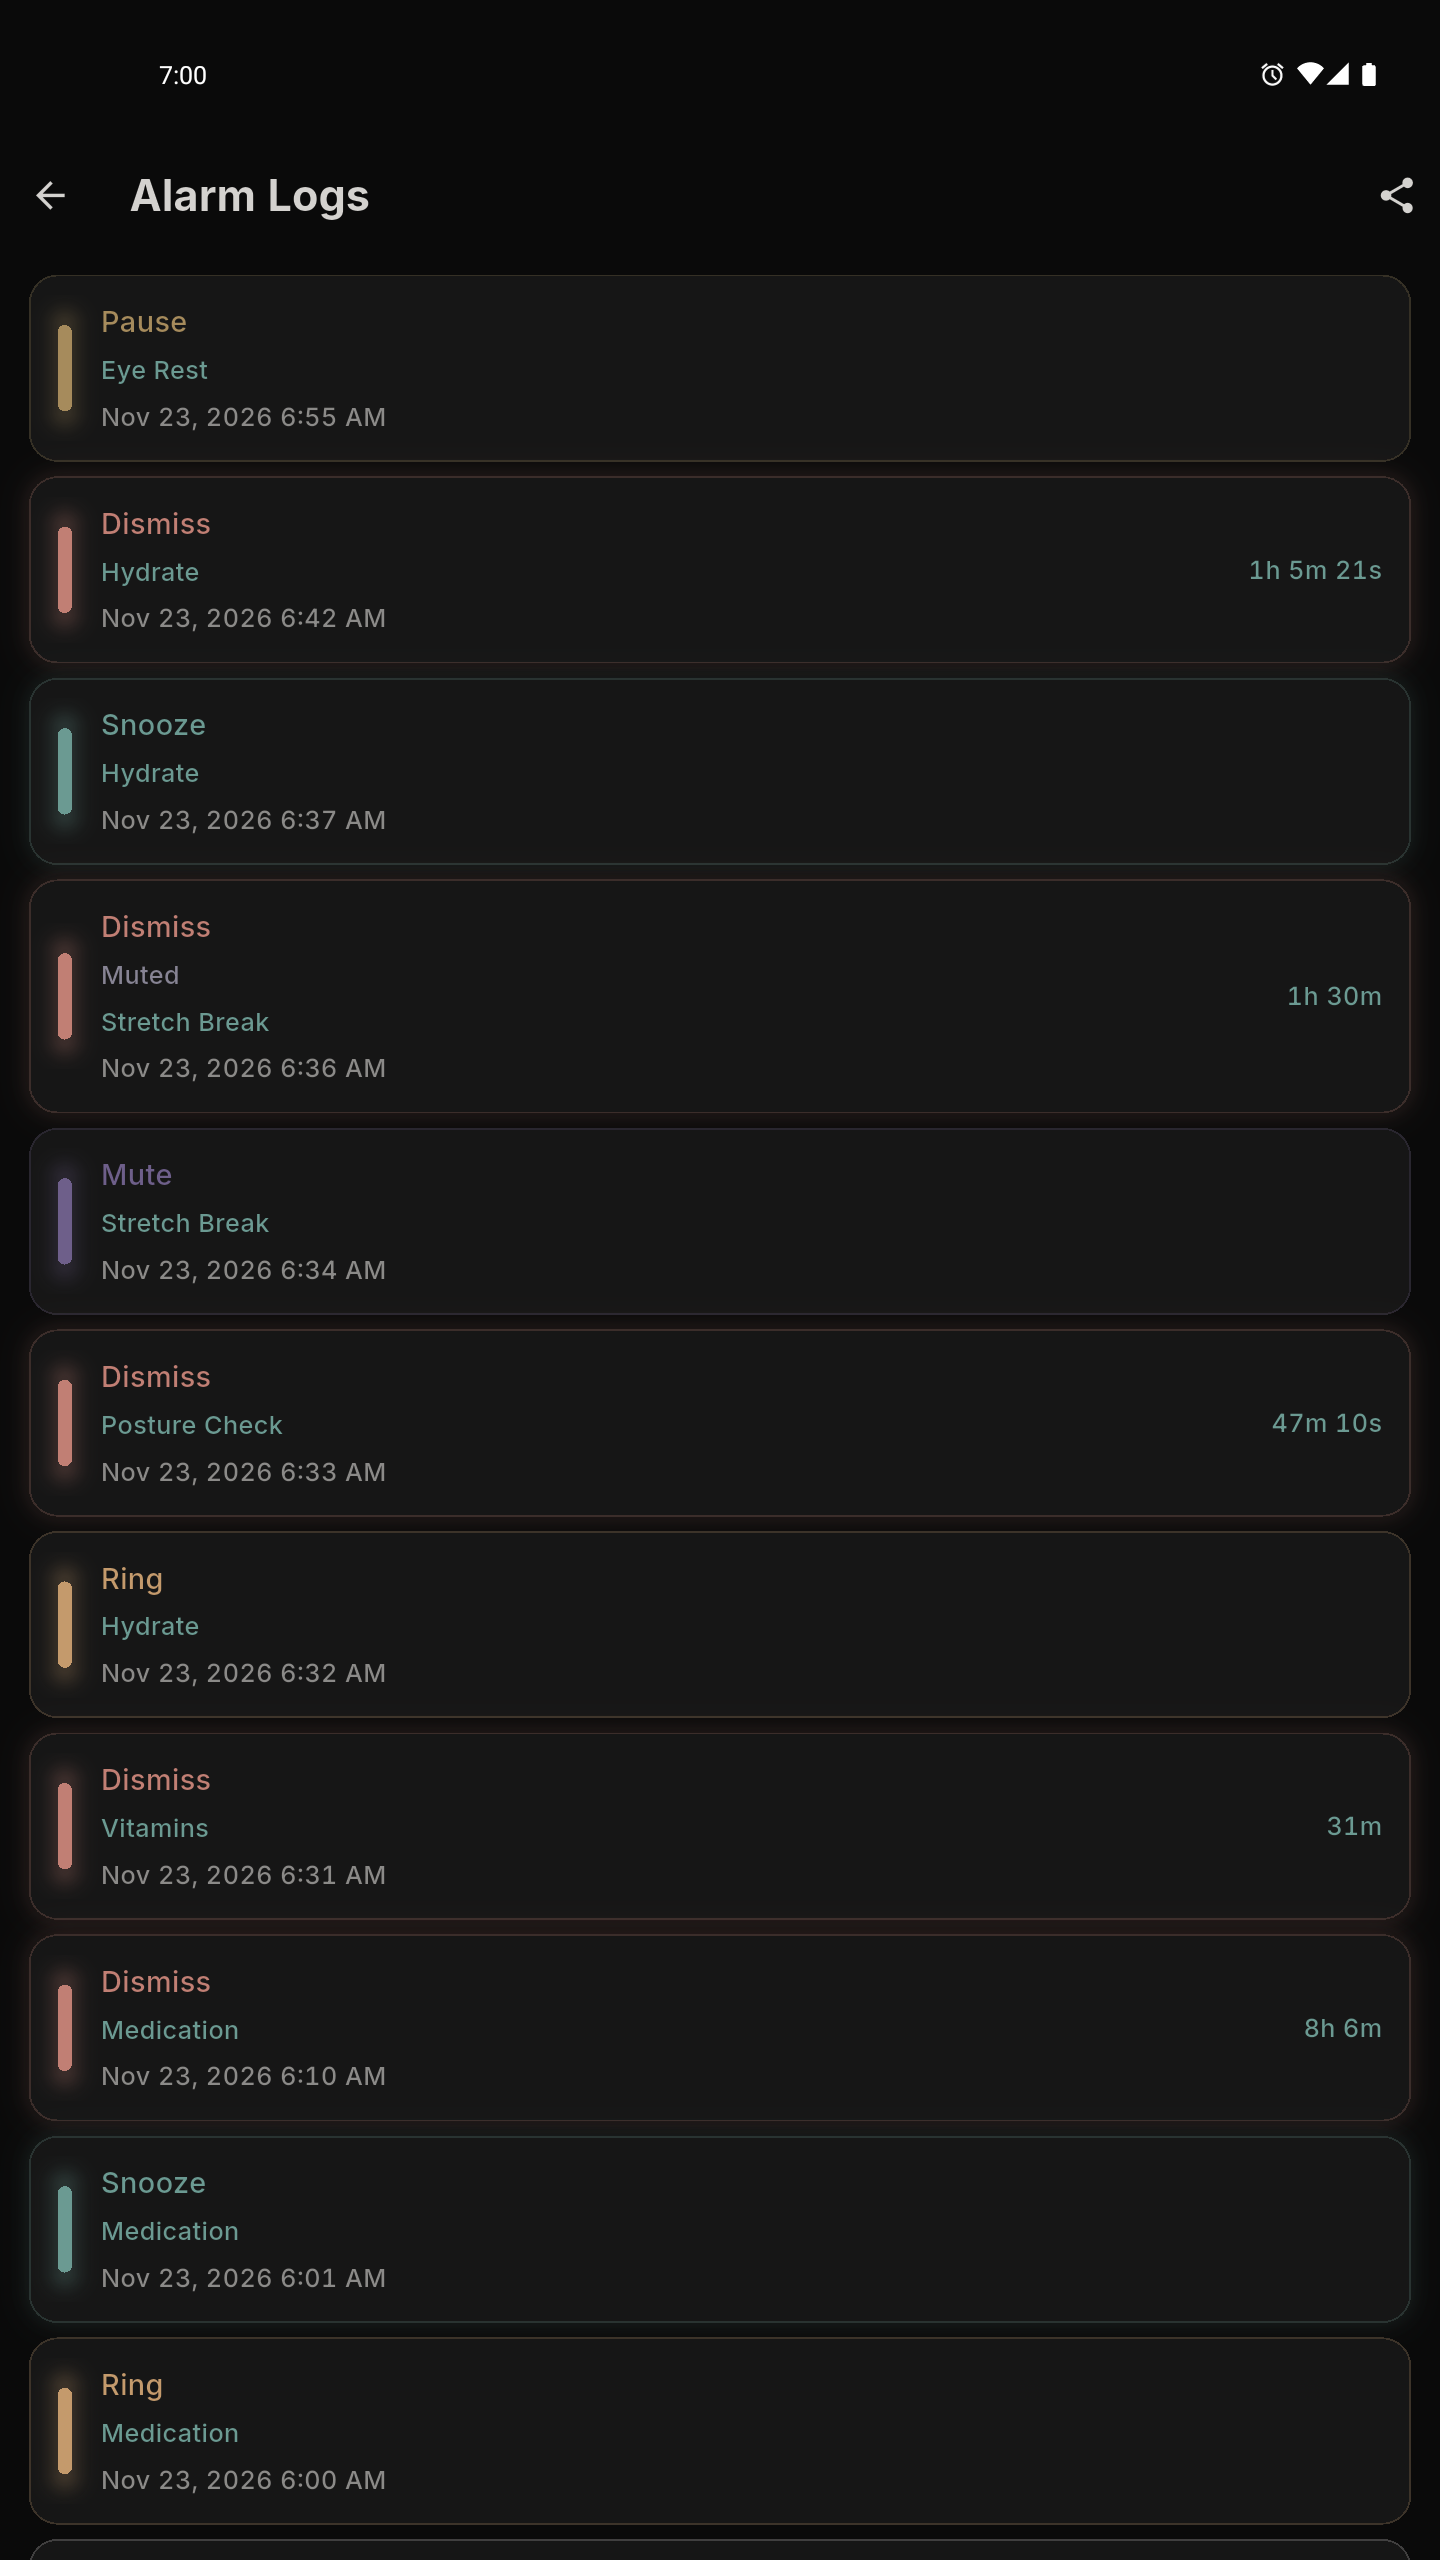 7:00
Alarm Logs
Pause
Eye Rest
Nov 23, 2026 6:55 AM
Dismiss
Hydrate
1h 5m 21s
Nov 23, 2026 6:42 AM
Snooze
Hydrate
Nov 23, 2026 6:37 AM
Dismiss
Muted
1h 30m
Stretch Break
Nov 23, 2026 6:36 AM
Mute
Stretch Break
Nov 23, 2026 6:34 AM
Dismiss
Posture Check
47m 10s
Nov 23, 2026 6:33 AM
Ring
Hydrate
Nov 23, 2026 6:32 AM
Dismiss
Vitamins
31m
Nov 23, 2026 6:31 AM
Dismiss
Medication
8h 6m
Nov 23, 2026 6:10 AM
Snooze
Medication
Nov 23, 2026 6:01 AM
Ring
Medication
Nov 23, 2026 6:00 AM